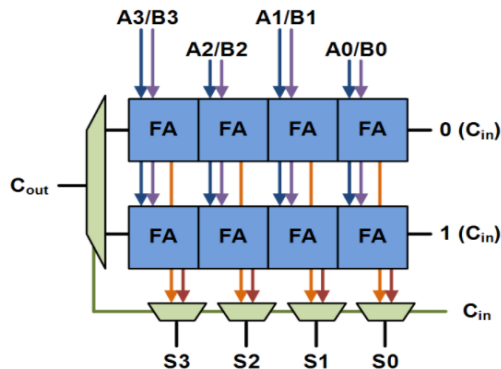 A3/B3 A1/B1
A2/B2 A0/B0
FA FA FA FA 0 (Cin)
Cout
FA FA FA FA 1 (Cin)
Cin
S3 S2 S1 S0